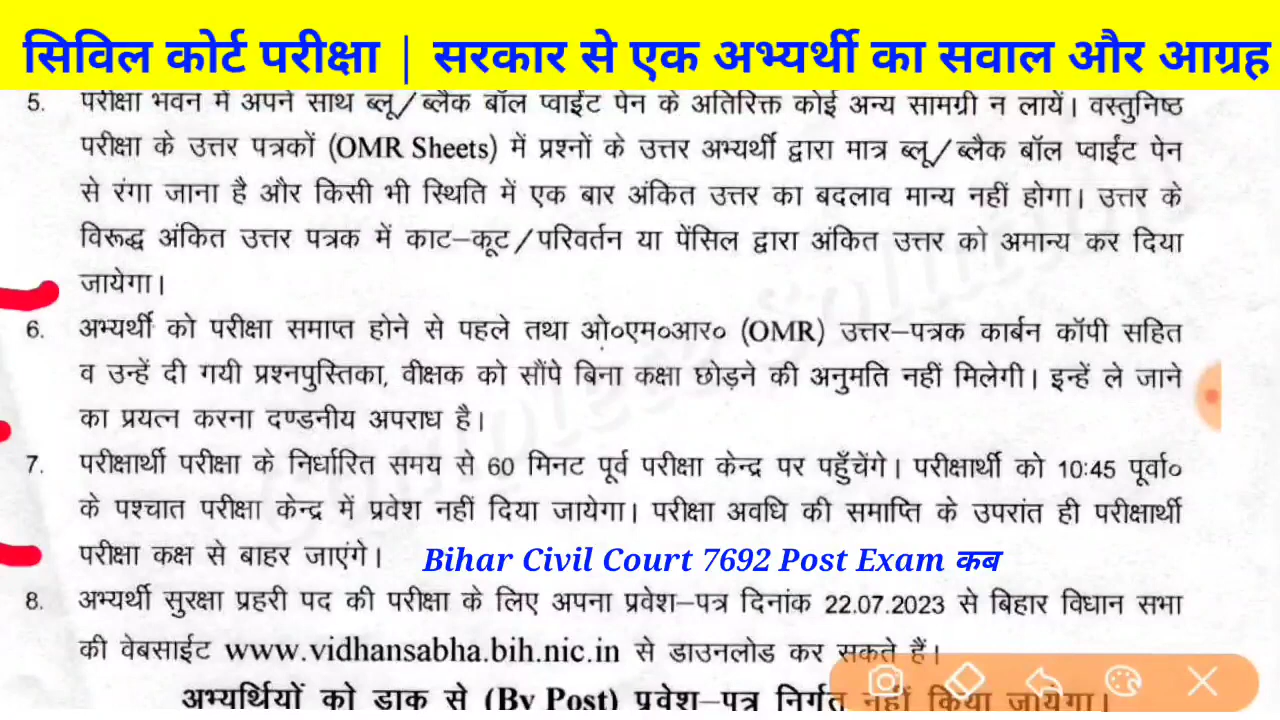 सिविल कोर्ट परीक्षा | सरकार से एक अभ्यर्थी का सवाल और आग्रह
5. परीक्षा भवन में अपने साथ ब्लू/ब्लैक बॉल प्वाईंट पेन के अतिरिक्त कोई अन्य सामग्री न लायें। वस्तुनिष्ठ
परीक्षा के उत्तर पत्रकों (OMR Sheets) में प्रश्नों के उत्तर अभ्यर्थी द्वारा मात्र ब्लू/ब्लैक बॉल प्वाईंट पेन
से रंगा जाना है और किसी भी स्थिति में एक बार अंकित उत्तर का बदलाव मान्य नहीं होगा। उत्तर के
विरूद्ध अंकित उत्तर पत्रक में काट–कूट/परिवर्तन या पेंसिल द्वारा अंकित उत्तर को अमान्य कर दिया
जायेगा।
6. अभ्यर्थी को परीक्षा समाप्त होने से पहले तथा ओ०एम०आर० (OMR) उत्तर–पत्रक कार्बन कॉपी सहित
व उन्हें दी गयी प्रश्नपुस्तिका, वीक्षक को सौंपे बिना कक्षा छोड़ने की अनुमति नहीं मिलेगी। इन्हें ले जाने
का प्रयत्न करना दण्डनीय अपराध है।
7. परीक्षार्थी परीक्षा के निर्धारित समय से 60 मिनट पूर्व परीक्षा केन्द्र पर पहुँचेंगे। परीक्षार्थी को 10:45 पूर्वा०
के पश्चात परीक्षा केन्द्र में प्रवेश नहीं दिया जायेगा। परीक्षा अवधि की समाप्ति के उपरांत ही परीक्षार्थी
परीक्षा कक्ष से बाहर जाएंगे। Bihar Civil Court 7692 Post Exam कब
8. अभ्यर्थी सुरक्षा प्रहरी पद की परीक्षा के लिए अपना प्रवेश–पत्र दिनांक 22.07.2023 से बिहार विधान सभा
की वेबसाईट www.vidhansabha.bih.nic.in से डाउनलोड कर सकते हैं।
अभ्यर्थियों को डाक से (By Post) प्रवेश–पत्र निर्गत नहीं किया जायेगा।